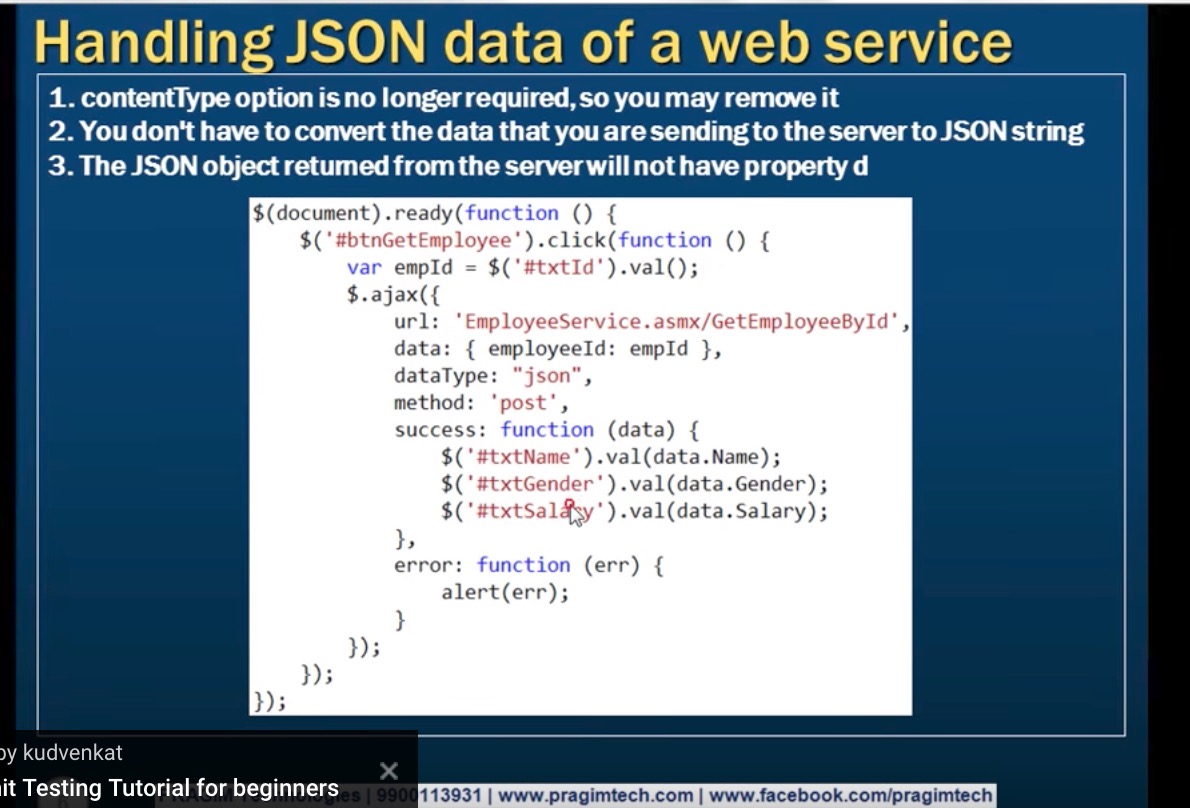 Handling JSON data of a web service
1. contentType option is no longer required, so you may remove it
2. You don't have to convert the data that you are sending to the server to JSON string
3. The JSON object returned from the server will not have property d
$(document).ready(function () {
$('#btnGetEmployee').click(function () {
var empId = $('#txtId').val();
$.ajax({
url: 'EmployeeService.asmx/GetEmployeeById',
data: { employeeId: empId },
dataType: "json",
method: 'post',
success: function (data) {
$('#txtName').val(data.Name);
$('#txtGender').val(data.Gender);
$('#txtSalary').val(data.Salary);
},
error: function (err) {
alert(err);
}
});
});
});
by kudvenkat
it Testing Tutorial for beginners
9900113931 | www.pragimtech.com | www.facebook.com/pragimtech